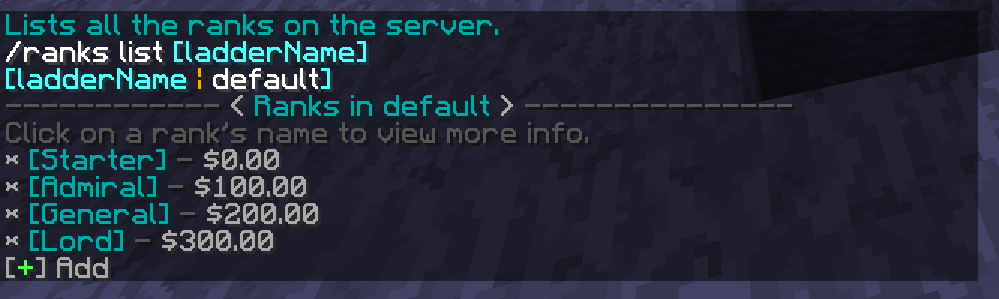 Lists all the ranks on the server.
/ranks list [ladderName]
[ladderName ¦ default]
------------ < Ranks in default > ---------------
Click on a rank's name to view more info.
× [Starter] - $0.00
× [Admiral] - $100.00
× [General] - $200.00
× [Lord] - $300.00
[+] Add